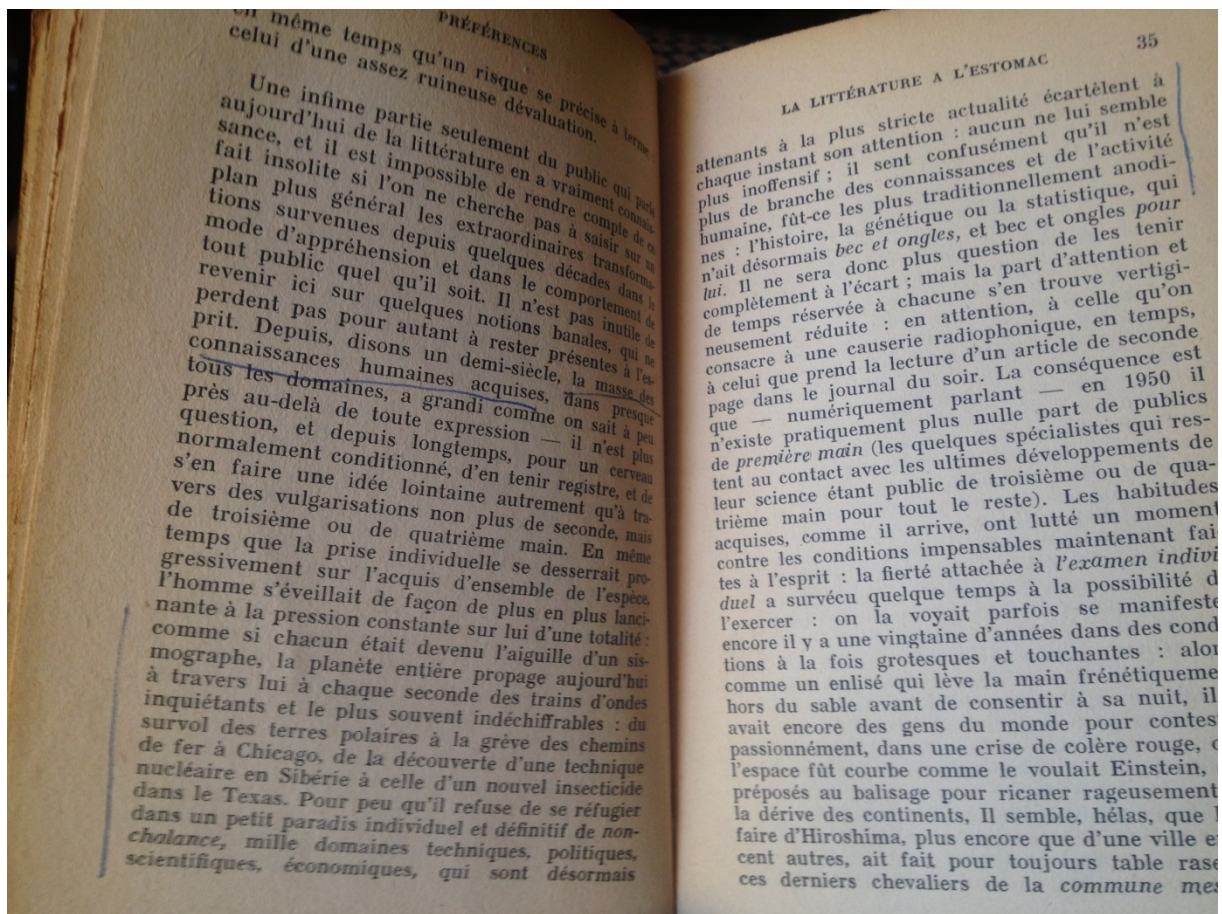 PRÉFÉRENCES
en même temps qu'un risque se précise à terme :
celui d'une assez ruineuse dévaluation.
Une infime partie seulement du public qui parle
aujourd'hui de la littérature en a vraiment connais-
sance, et il est impossible de rendre compte de ce
fait insolite si l'on ne cherche pas à saisir sur un
plan plus général les extraordinaires transforma-
tions survenues depuis quelques décades dans le
mode d'appréhension et dans le comportement de
tout public quel qu'il soit. Il n'est pas inutile de
revenir ici sur quelques notions banales, qui ne
perdent pas pour autant à rester présentes à l'es-
prit. Depuis, disons un demi-siècle, la masse des
connaissances humaines acquises, dans presque
tous les domaines, a grandi comme on sait à peu
près au-delà de toute expression — il n'est plus
question, et depuis longtemps, pour un cerveau
normalement conditionné, d'en tenir registre, et de
s'en faire une idée lointaine autrement qu'à tra-
vers des vulgarisations non plus de seconde, mais
de troisième ou de quatrième main. En même
temps que la prise individuelle se desserrait pro-
gressivement sur l'acquis d'ensemble de l'espèce,
l'homme s'éveillait de façon de plus en plus lanci-
nante à la pression constante sur lui d'une totalité :
comme si chacun était devenu l'aiguille d'un sis-
mographe, la planète entière propage aujourd'hui
à travers lui à chaque seconde des trains d'ondes
inquiétants et le plus souvent indéchiffrables : du
survol des terres polaires à la grève des chemins
de fer à Chicago, de la découverte d'une technique
nucléaire en Sibérie à celle d'un nouvel insecticide
dans le Texas. Pour peu qu'il refuse de se réfugier
dans un petit paradis individuel et définitif de non-
chalance, mille domaines techniques, politiques,
scientifiques, économiques, qui sont désormais
LA LITTÉRATURE A L'ESTOMAC 35
attenants à la plus stricte actualité écartèlent à
chaque instant son attention : aucun ne lui semble
plus inoffensif ; il sent confusément qu'il n'est
plus de branche des connaissances et de l'activité
humaine, fût-ce les plus traditionnellement anodi-
nes : l'histoire, la génétique ou la statistique, qui
n'ait désormais bec et ongles, et bec et ongles pour
lui. Il ne sera donc plus question de les tenir
complètement à l'écart ; mais la part d'attention et
de temps réservée à chacune s'en trouve vertigi-
neusement réduite : en attention, à celle qu'on
consacre à une causerie radiophonique, en temps,
à celui que prend la lecture d'un article de seconde
page dans le journal du soir. La conséquence est
que — numériquement parlant — en 1950 il
n'existe pratiquement plus nulle part de publics
de première main (les quelques spécialistes qui res-
tent au contact avec les ultimes développements de
leur science étant public de troisième ou de qua-
trième main pour tout le reste). Les habitudes
acquises, comme il arrive, ont lutté un moment
contre les conditions impensables maintenant fai-
tes à l'esprit : la fierté attachée à l'examen indivi
duel a survécu quelque temps à la possibilité d
l'exercer : on la voyait parfois se manifeste
encore il y a une vingtaine d'années dans des cond
tions à la fois grotesques et touchantes : alor
comme un enlisé qui lève la main frénétiqueme
hors du sable avant de consentir à sa nuit, il
avait encore des gens du monde pour contes
passionnément, dans une crise de colère rouge, q
l'espace fût courbe comme le voulait Einstein,
préposés au balisage pour ricaner rageusement
la dérive des continents, Il semble, hélas, que l
faire d'Hiroshima, plus encore que d'une ville e
cent autres, ait fait pour toujours table rase
ces derniers chevaliers de la commune mes